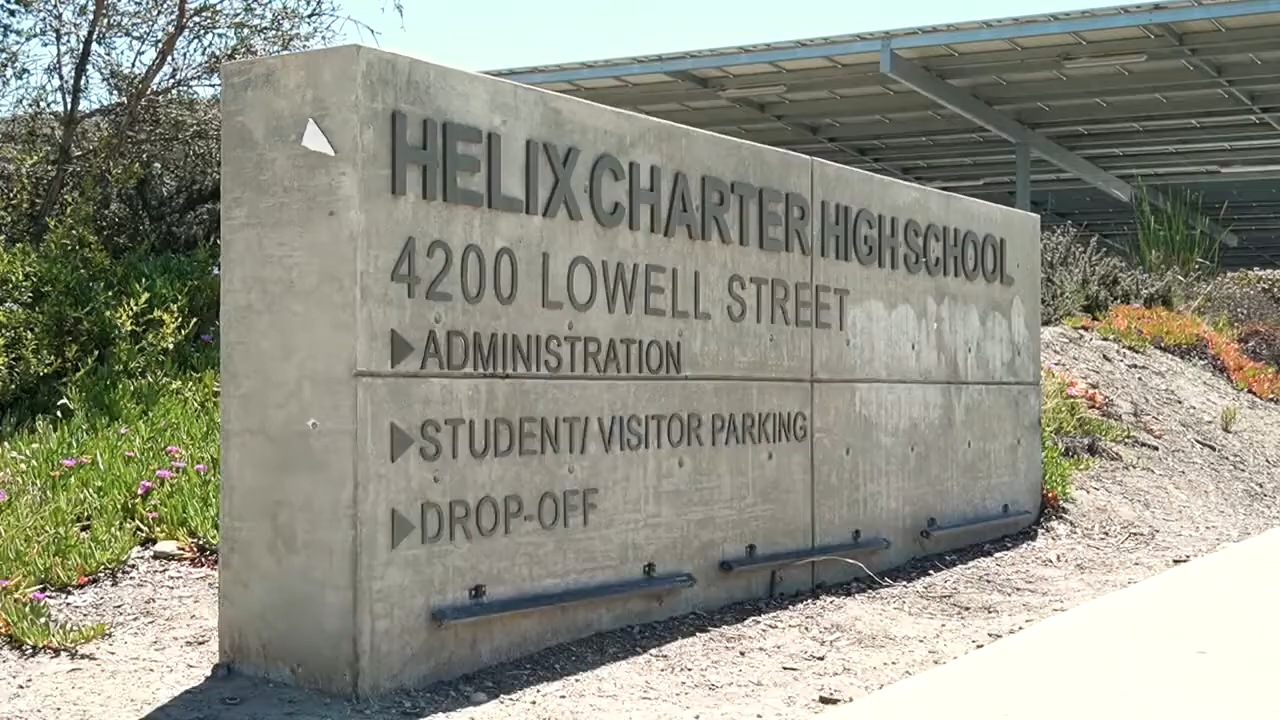 HELIX CHARTER HIGH SCHOOL
4200 LOWELL STREET
ADMINISTRATION
STUDENT/ VISITOR PARKING
DROP-OFF